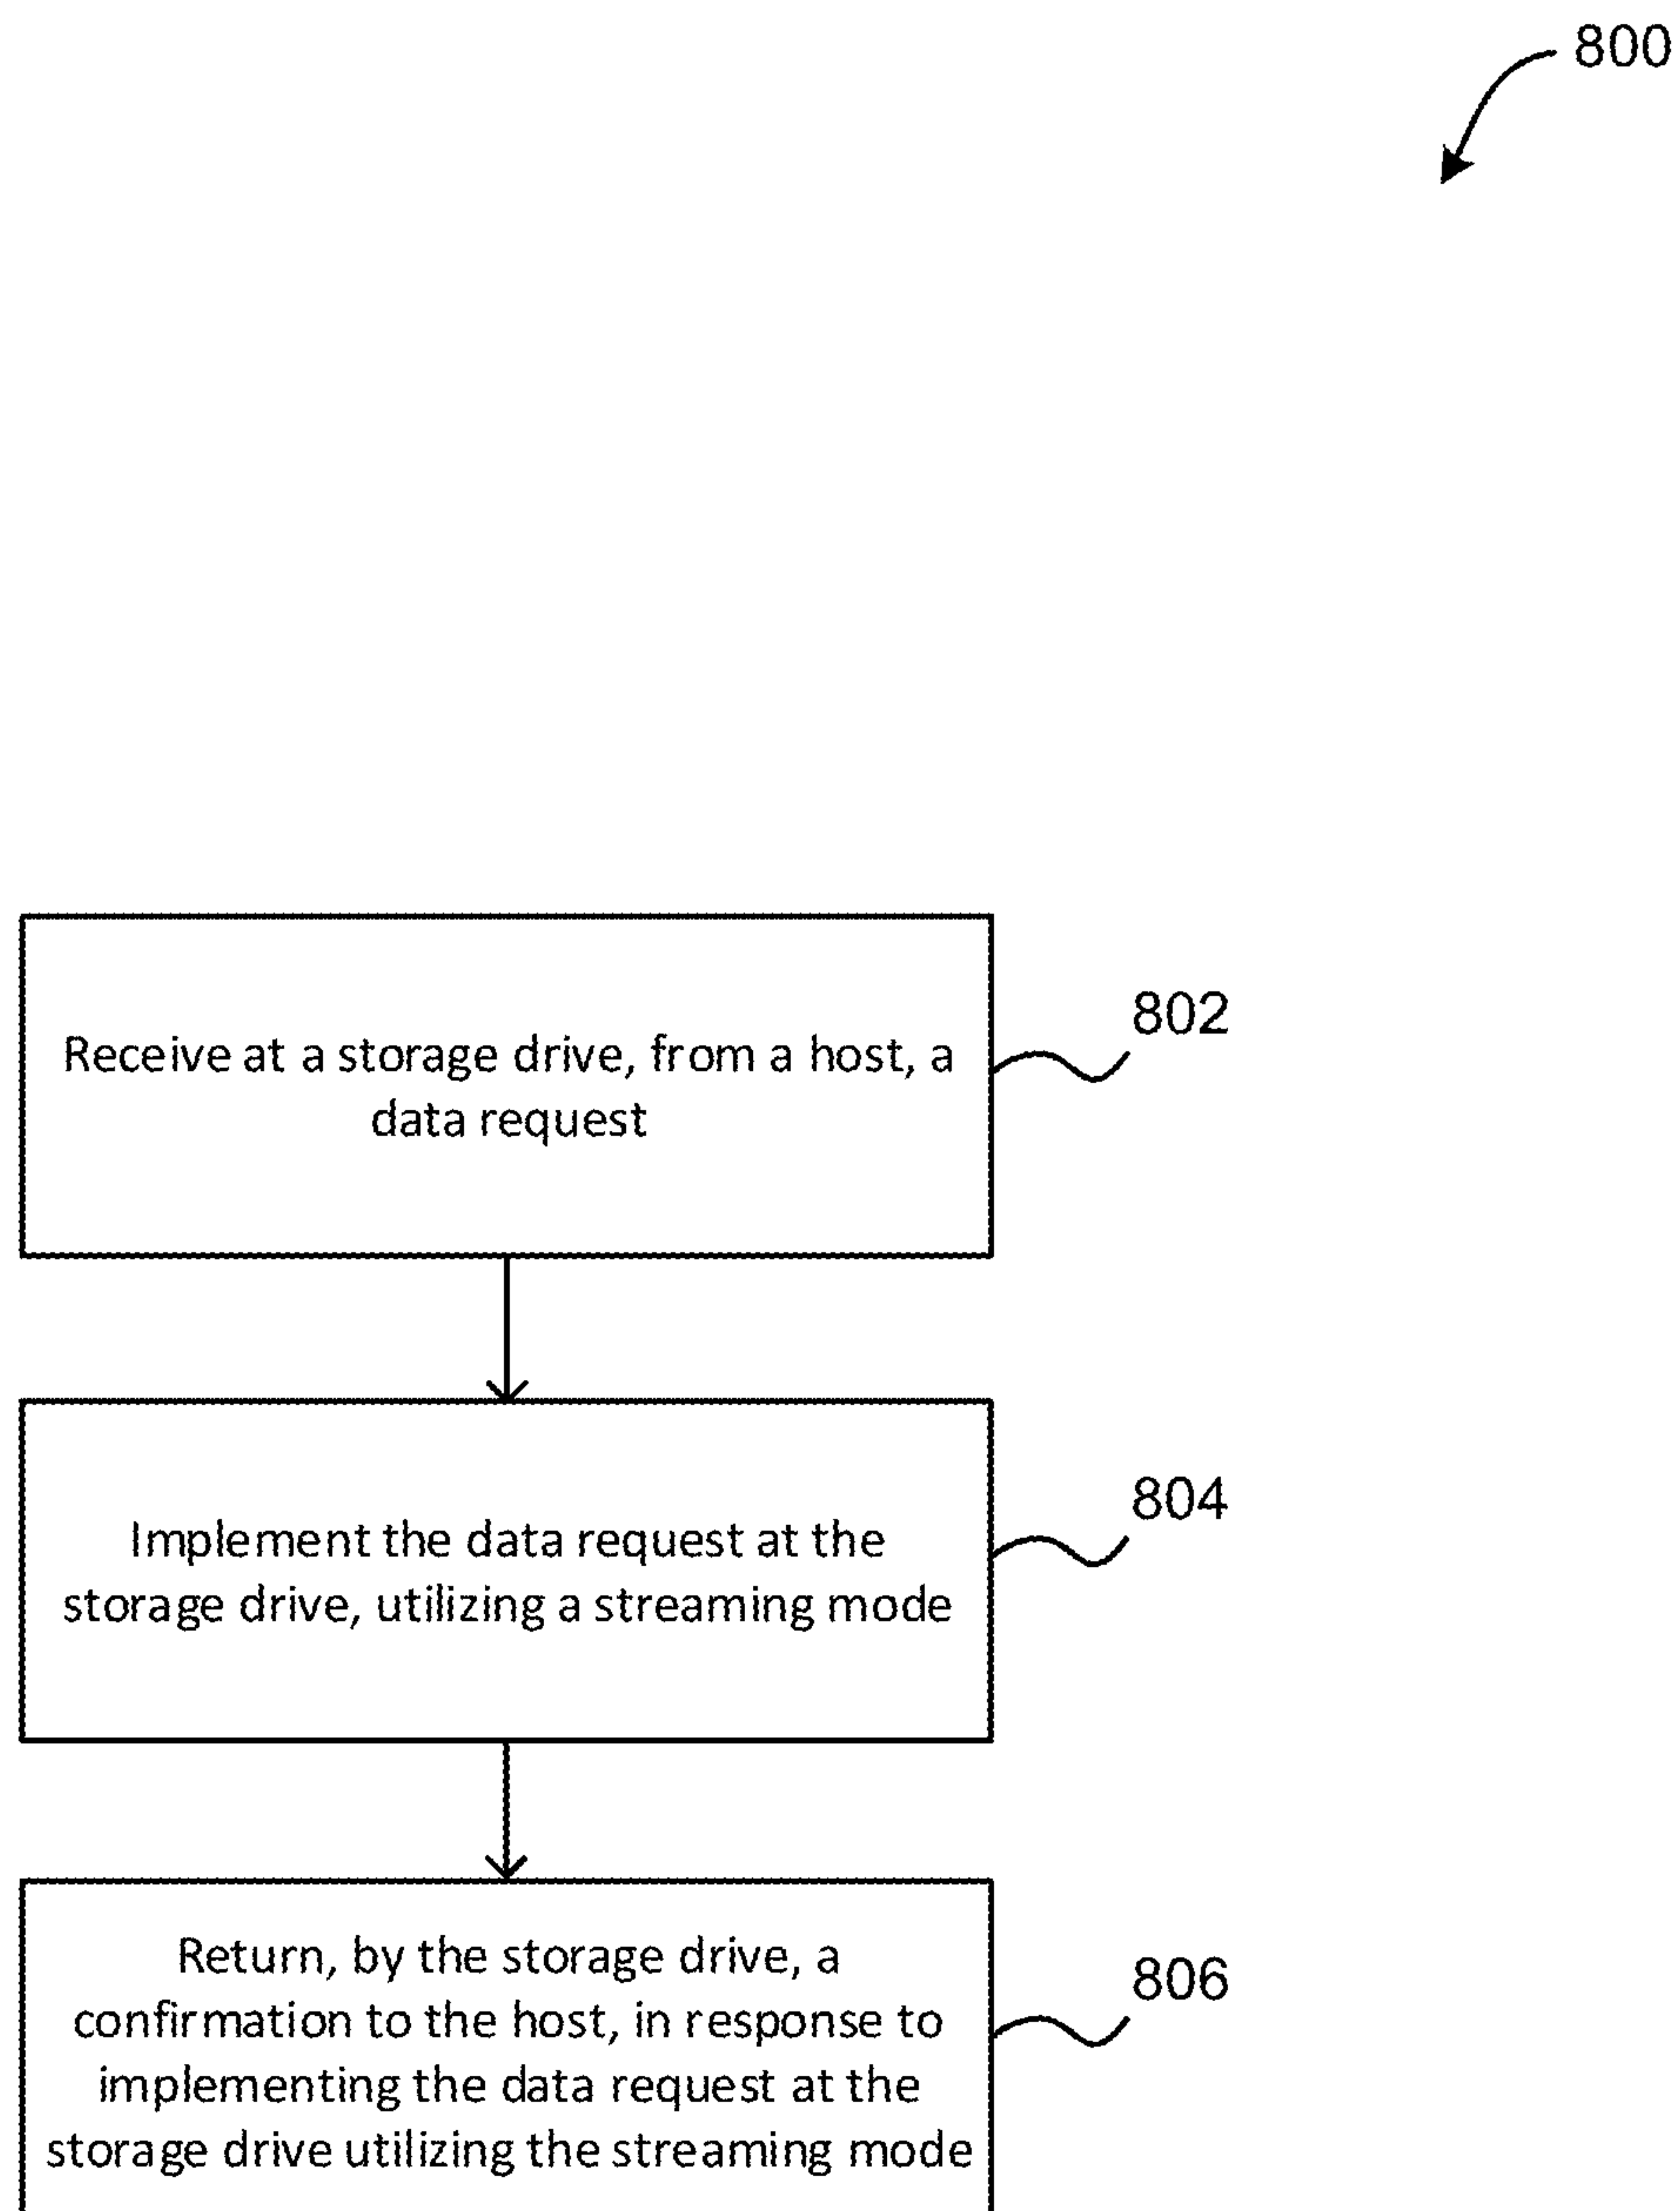 800
Receive at a storage drive, from a host, a
data request
802
Implement the data request at the
storage drive, utilizing a streaming mode
804
Return, by the storage drive, a
confirmation to the host, in response to
implementing the data request at the
storage drive utilizing the streaming mode
806